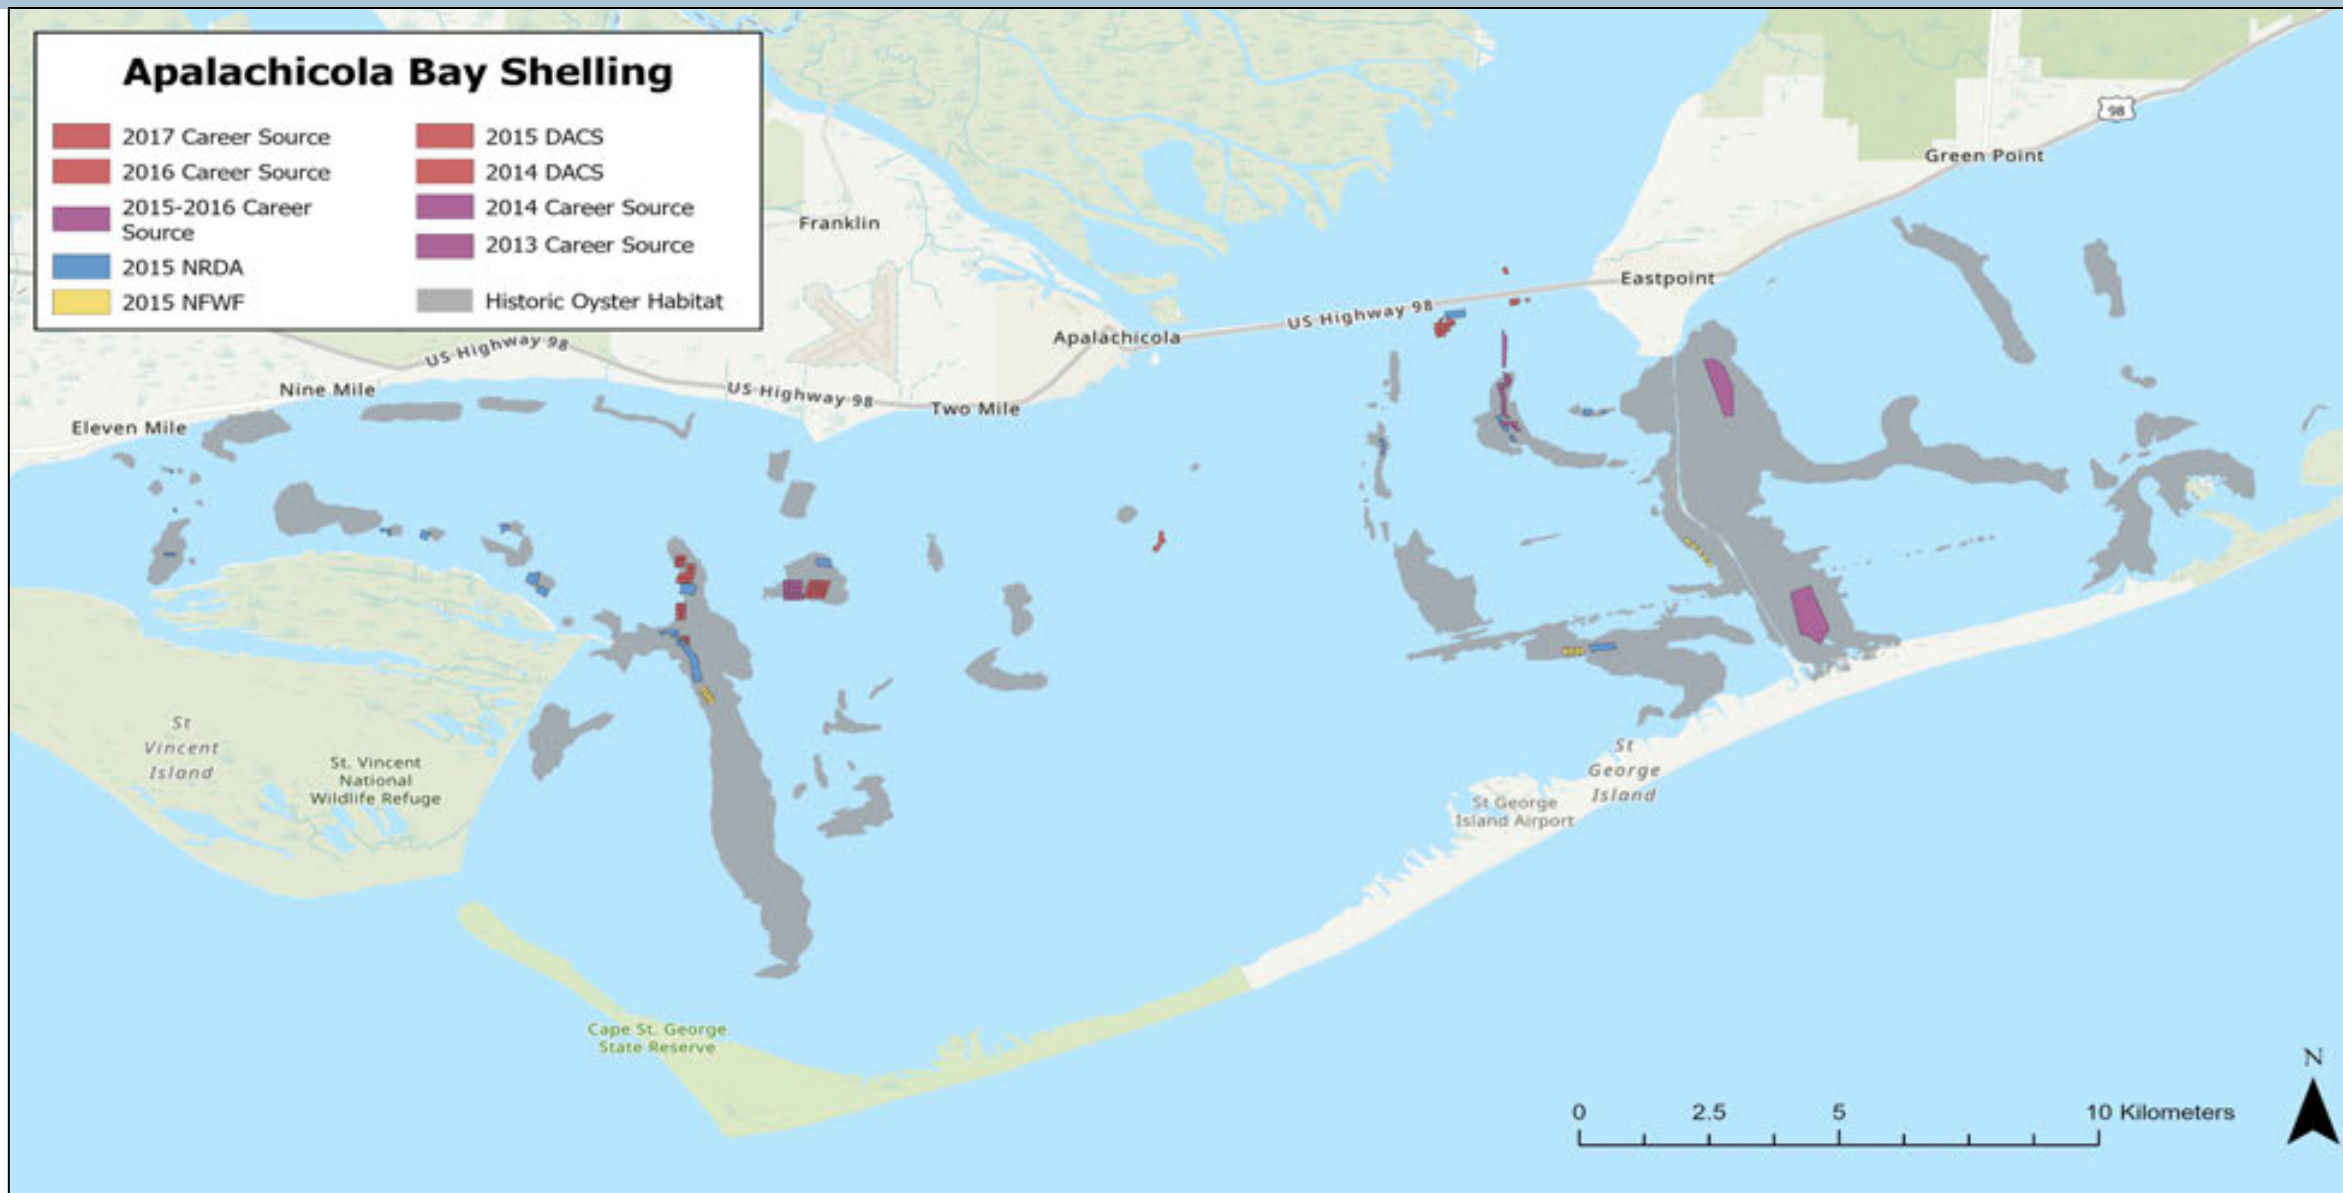 Apalachicola Bay Shelling
2017 Career Source
2016 Career Source
2015-2016 Career
Source
2015 NRDA
2015 NFWF
2015 DACS
2014 DACS
2014 Career Source
2013 Career Source
Historic Oyster Habitat
98
Green Point
Franklin
Eastpoint
US Highway 98
Apalachicola
US Highway 98
Nine Mile
US Highway 98
Two Mile
Eleven Mile
St
Vincent
Island
St. Vincent
National
Wildlife Refuge
St
George
Island
St George
Island Airport
Cape St. George
State Reserve
N
0 2.5 5 10 Kilometers